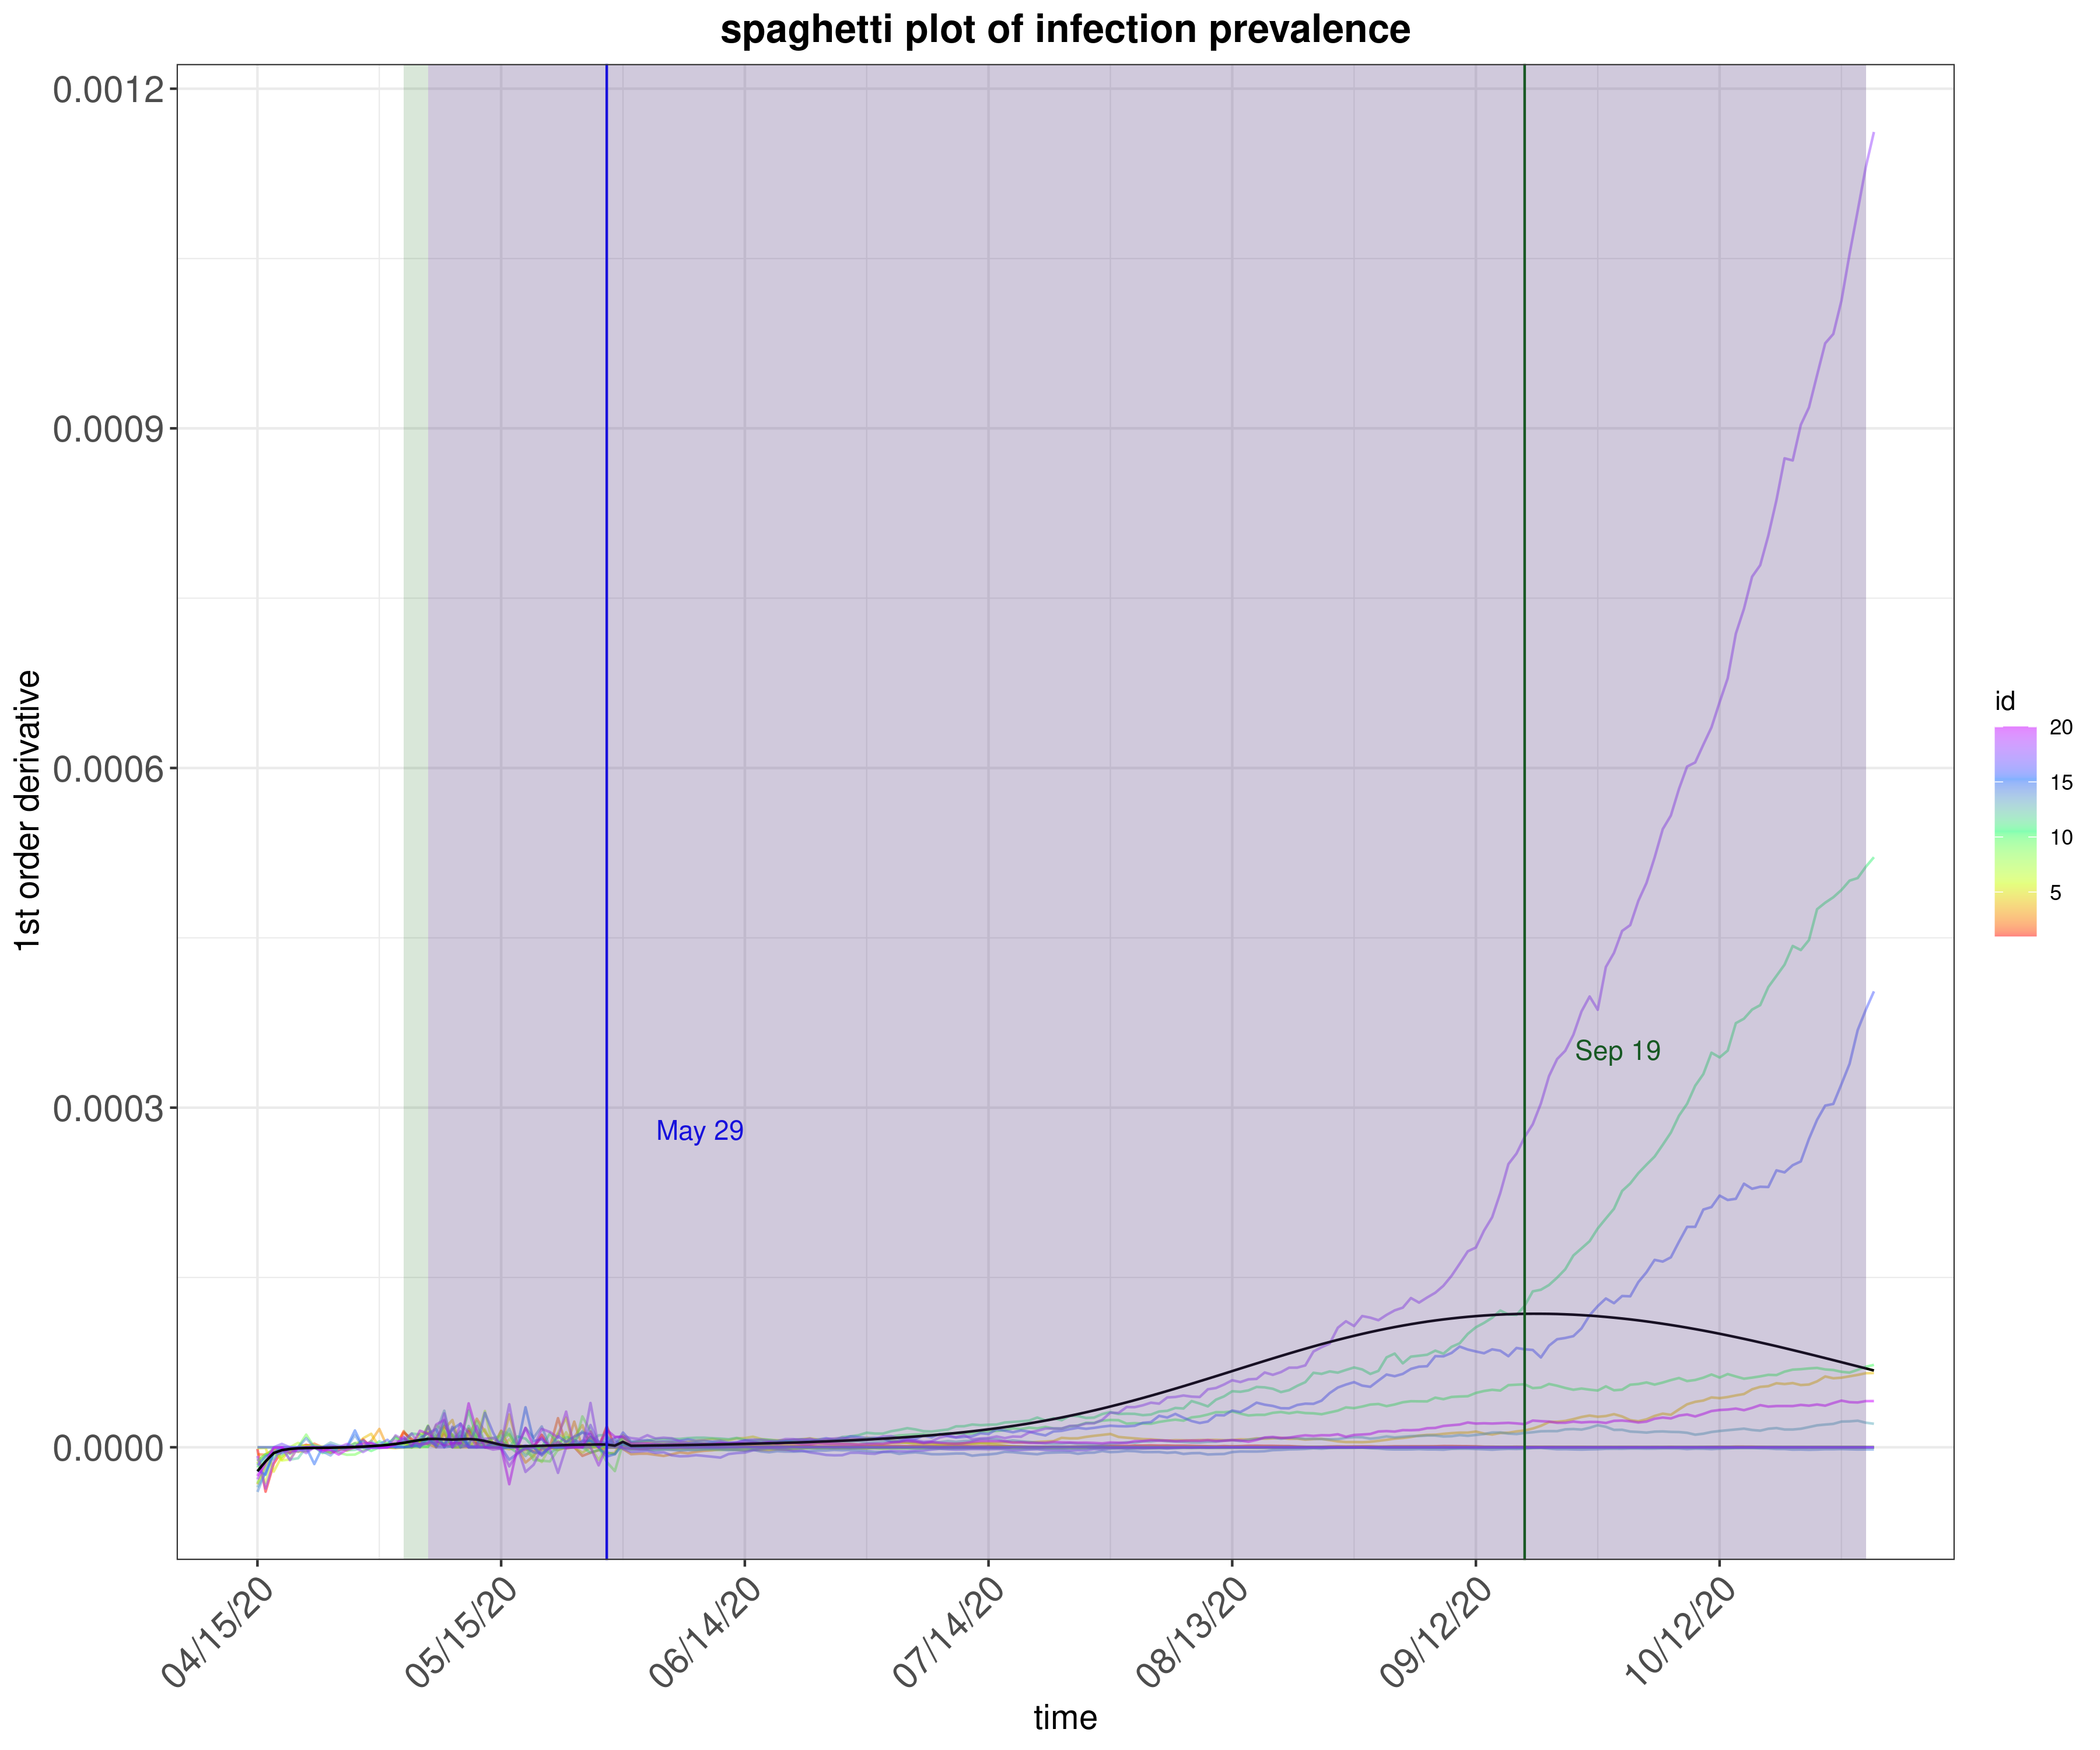 spaghetti plot of infection prevalence
0.0012
0.0009
0.0006
0.0003
0.0000
1st order derivative
May 29
Sep 19
id
20
15
10
5
04/15/20
05/15/20
06/14/20
07/14/20
08/13/20
09/12/20
10/12/20
time